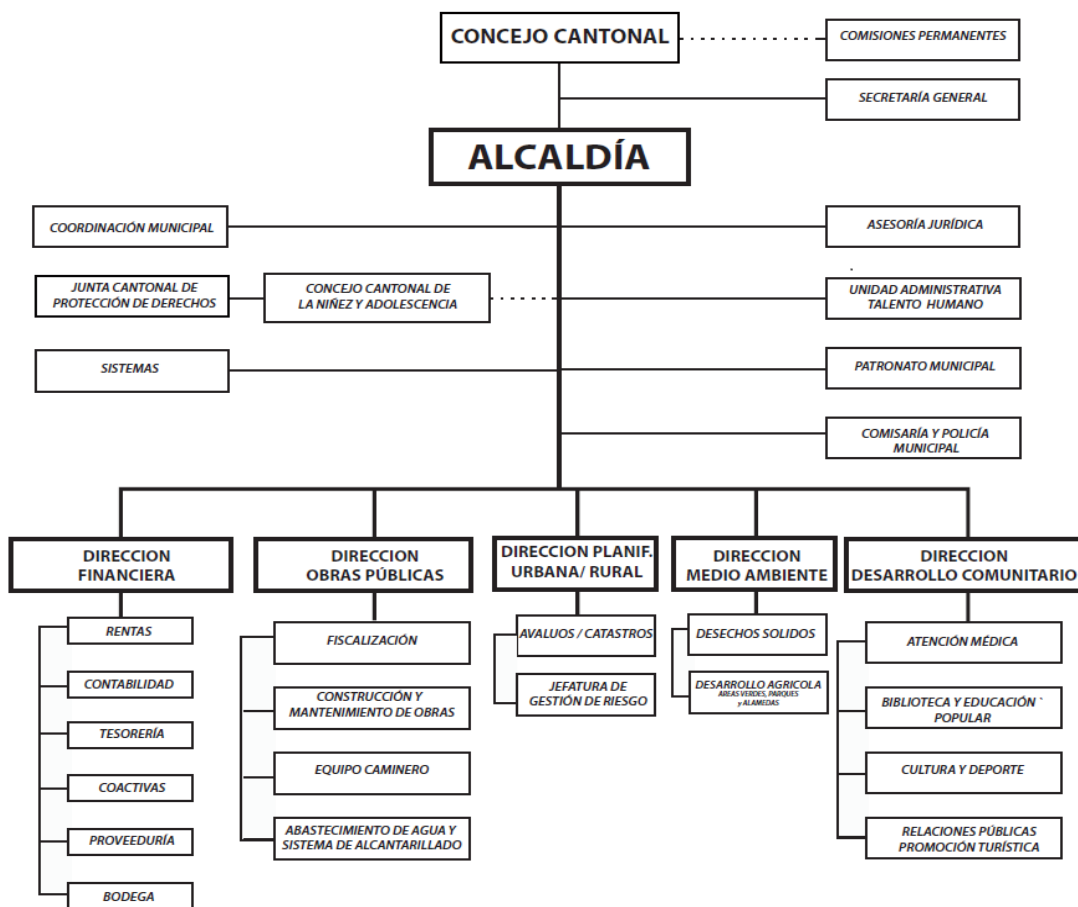 CONCEJO CANTONAL
COMISIONES PERMANENTES
SECRETARÍA GENERAL
ALCALDÍA
COORDINACIÓN MUNICIPAL
ASESORÍA JURÍDICA
JUNTA CANTONAL DE
PROTECCIÓN DE DERECHOS
CONCEJO CANTONAL DE
LA NIÑEZ Y ADOLESCENCIA
UNIDAD ADMINISTRATIVA
TALENTO HUMANO
SISTEMAS
PATRONATO MUNICIPAL
COMISARÍA Y POLICÍA
MUNICIPAL
DIRECCION
FINANCIERA
DIRECCION
OBRAS PÚBLICAS
DIRECCION PLANIF.
URBANA/ RURAL
DIRECCION
MEDIO AMBIENTE
DIRECCION
DESARROLLO COMUNITARIO
RENTAS
CONTABILIDAD
TESORERÍA
COACTIVAS
PROVEEDURÍA
BODEGA
FISCALIZACIÓN
CONSTRUCCIÓN Y
MANTENIMIENTO DE OBRAS
EQUIPO CAMINERO
ABASTECIMIENTO DE AGUA Y
SISTEMA DE ALCANTARILLADO
AVALUOS / CATASTROS
JEFATURA DE
GESTIÓN DE RIESGO
DESECHOS SOLIDOS
DESARROLLO AGRICOLA
AREAS VERDES, PARQUES
y ALAMEDAS
ATENCIÓN MÉDICA
BIBLIOTECA Y EDUCACIÓN `
POPULAR
CULTURA Y DEPORTE
RELACIONES PÚBLICAS
PROMOCIÓN TURÍSTICA